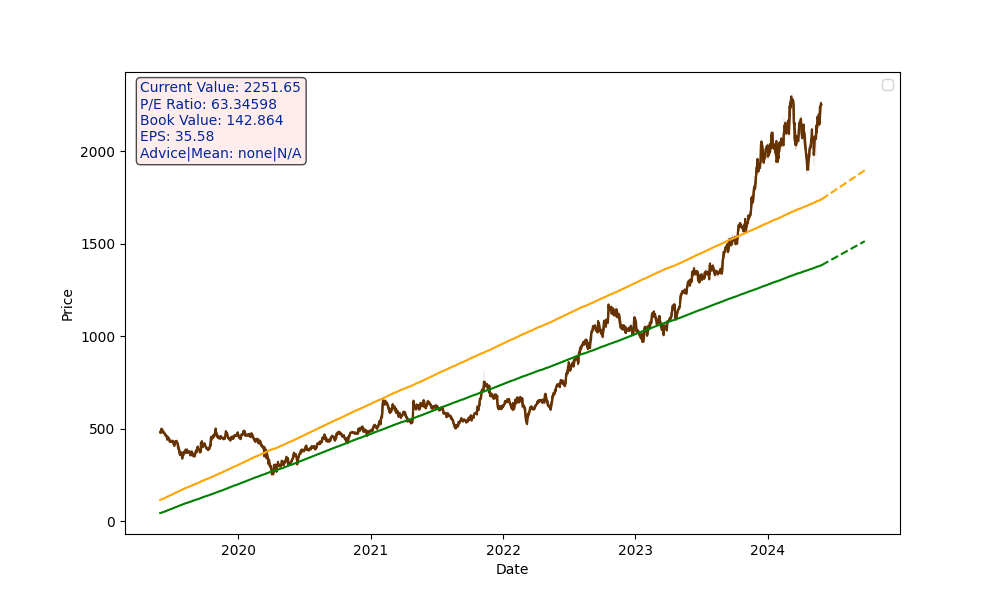 Current Value: 2251.65
P/E Ratio: 63.34598
Book Value: 142.864
EPS: 35.58
Advice|Mean: none|N/A
Price
2000
1500
1000
500
0
2020 2021 2022 2023 2024
Date